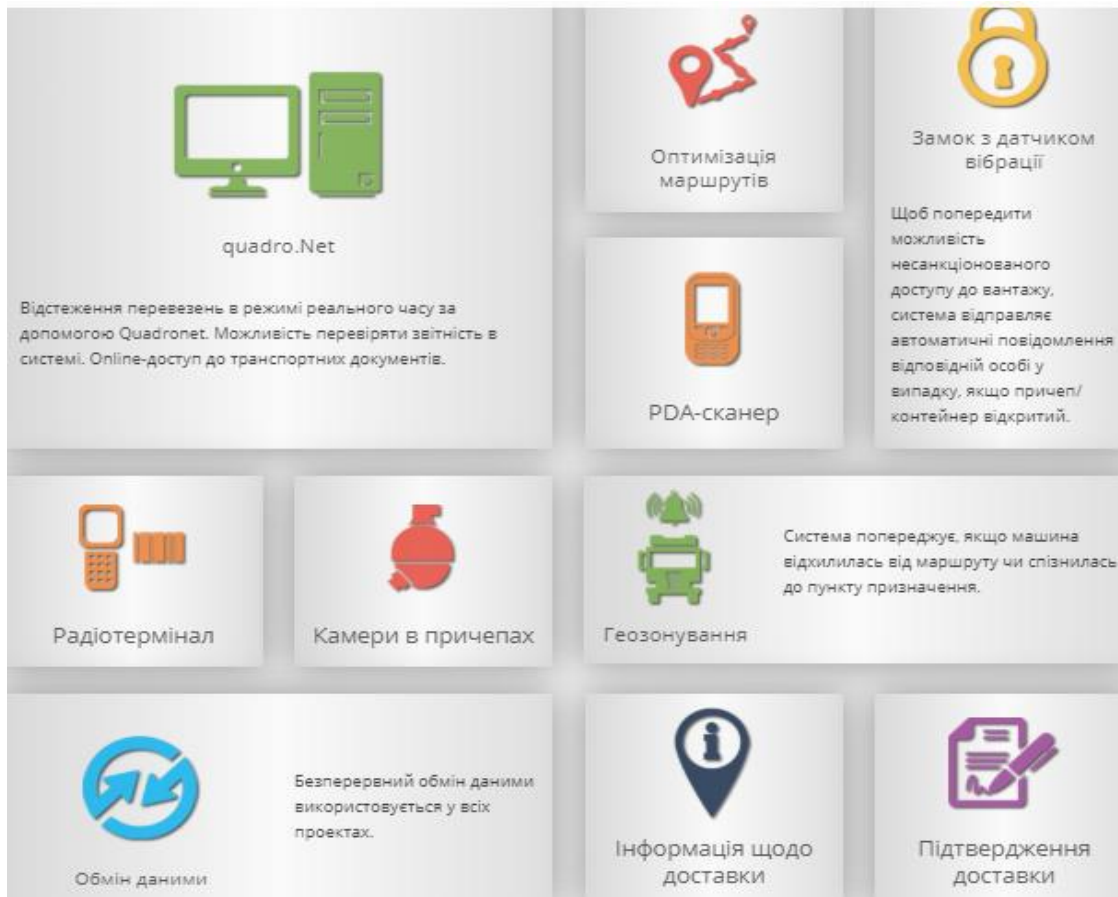 quadro.Net
Відстеження перевезень в режимі реального часу за
допомогою Quadronet. Можливість перевіряти звітність в
системі. Online-доступ до транспортних документів.
Оптимізація
маршрутів
PDA-сканер
Замок з датчиком
вібрації
Щоб попередити
можливість
несанкціонованого
доступу до вантажу,
система відправляє
автоматичні повідомлення
відповідній особі у
випадку, якщо причеп/
контейнер відкритий.
Радіотермінал
Камери в причепах
Геозонування
Система попереджує, якщо машина
відхилилась від маршруту чи спізнилась
до пункту призначення.
Обмін даними
Безперервний обмін даними
використовується у всіх
проектах.
Інформація щодо
доставки
Підтвердження
доставки